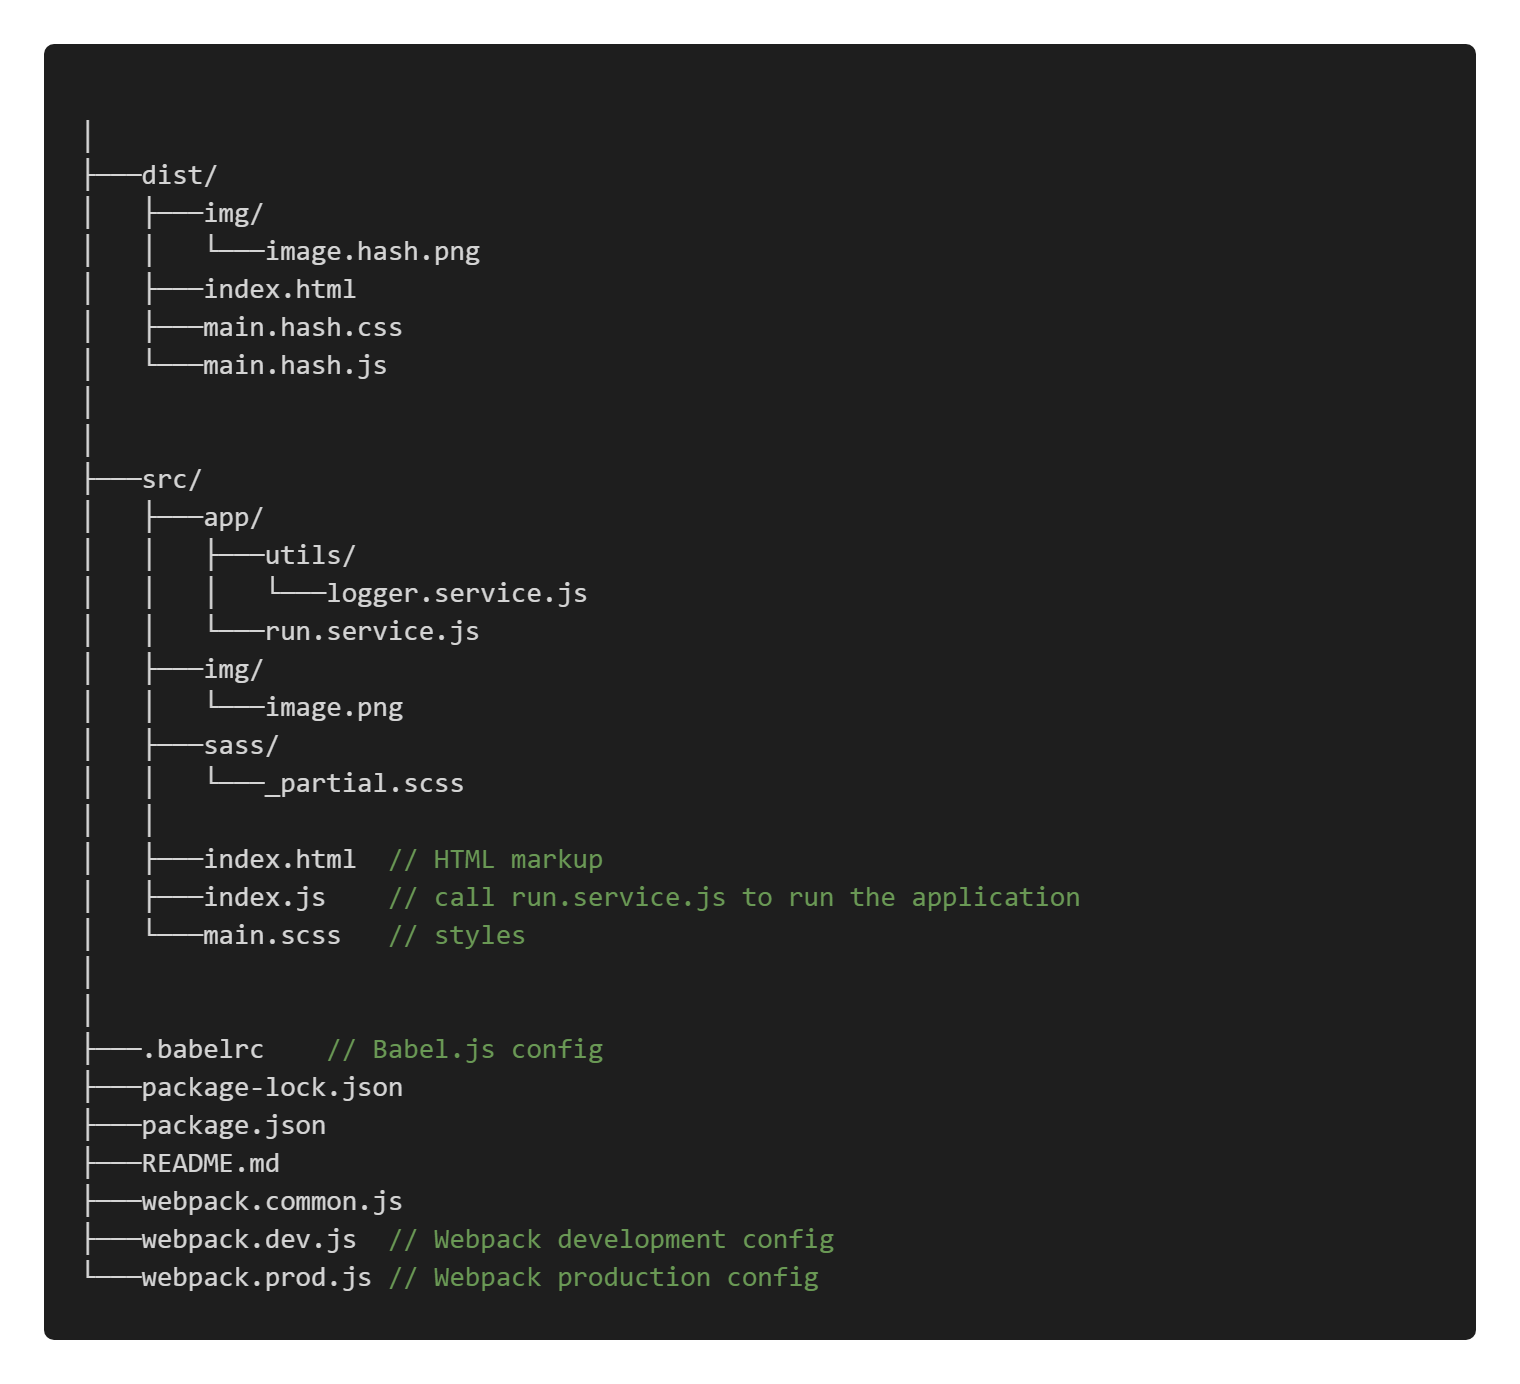 │
├───dist/
│   ├───img/
│   │   └───image.hash.png
│   ├───index.html
│   ├───main.hash.css
│   └───main.hash.js
│
│
├───src/
│   ├───app/
│   │   ├───utils/
│   │   │   └───logger.service.js
│   │   └───run.service.js
│   ├───img/
│   │   └───image.png
│   ├───sass/
│   │   └───_partial.scss
│   │
│   ├───index.html  // HTML markup
│   ├───index.js    // call run.service.js to run the application
│   └───main.scss   // styles
│
│
├───.babelrc    // Babel.js config
├───package-lock.json
├───package.json
├───README.md
├───webpack.common.js
├───webpack.dev.js  // Webpack development config
└───webpack.prod.js // Webpack production config